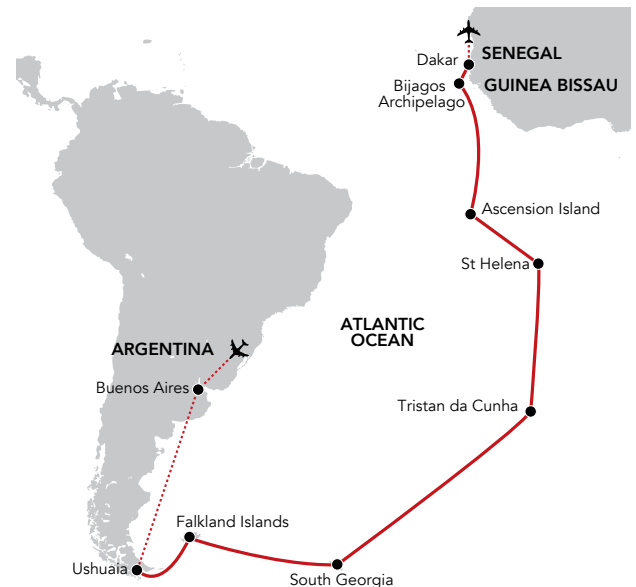 SENEGAL
Dakar
Bijagos
Archipelago
GUINEA BISSAU
Ascension Island
St Helena
ATLANTIC
OCEAN
ARGENTINA
Buenos Aires
Tristan da Cunha
Falkland Islands
Ushuaia
South Georgia